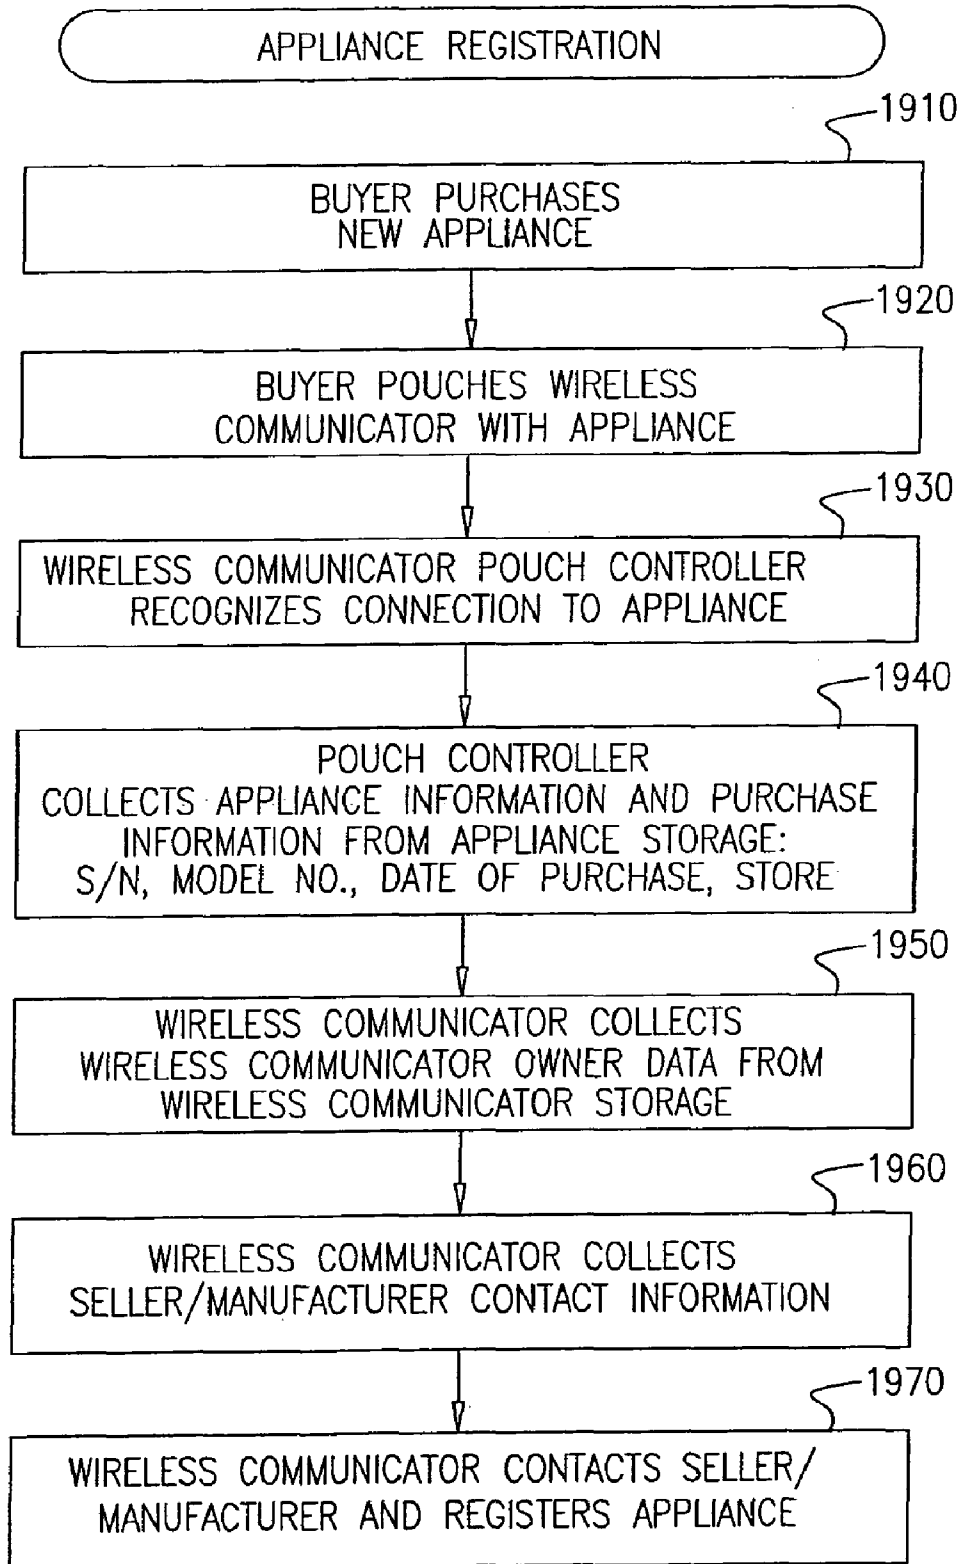 APPLIANCE REGISTRATION
1910
BUYER PURCHASES
NEW APPLIANCE
1920
BUYER POUCHES WIRELESS
COMMUNICATOR WITH APPLIANCE
1930
WIRELESS COMMUNICATOR POUCH CONTROLLER
RECOGNIZES CONNECTION TO APPLIANCE
1940
POUCH CONTROLLER
COLLECTS APPLIANCE INFORMATION AND PURCHASE
INFORMATION FROM APPLIANCE STORAGE:
S/N, MODEL NO., DATE OF PURCHASE, STORE
1950
WIRELESS COMMUNICATOR COLLECTS
WIRELESS COMMUNICATOR OWNER DATA FROM
WIRELESS COMMUNICATOR STORAGE
1960
WIRELESS COMMUNICATOR COLLECTS
SELLER/MANUFACTURER CONTACT INFORMATION
1970
WIRELESS COMMUNICATOR CONTACTS SELLER/
MANUFACTURER AND REGISTERS APPLIANCE